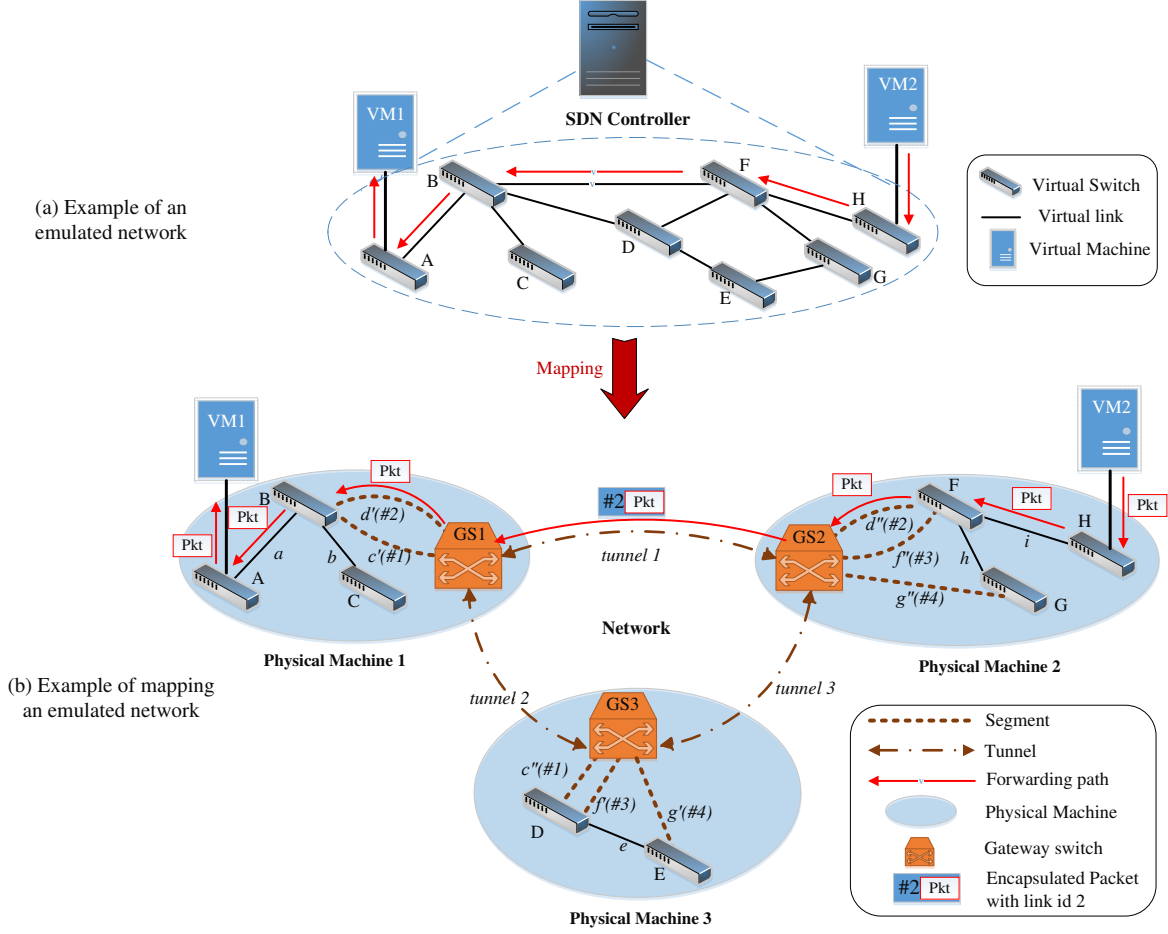 VM1
SDN Controller
VM2
B
v
v
F
H
A
C
D
E
G
Virtual Switch
Virtual link
Virtual Machine
(a) Example of an
emulated network
Mapping
VM1
VM2
Pkt
Pkt
Pkt
B
d'(#2)
c'(#1)
a
b
A
C
GS1
#2 Pkt
tunnel 1
GS2
Pkt
d''(#2)
f''(#3)
g''(#4)
F
Pkt
H
Pkt
h
i
G
Network
Physical Machine 1
Physical Machine 2
(b) Example of mapping
an emulated network
tunnel 2
tunnel 3
GS3
c''(#1)
f'(#3)
g'(#4)
D
e
E
Physical Machine 3
Segment
Tunnel
v
Forwarding path
Physical Machine
Gateway switch
#2 Pkt
Encapsulated Packet
with link id 2